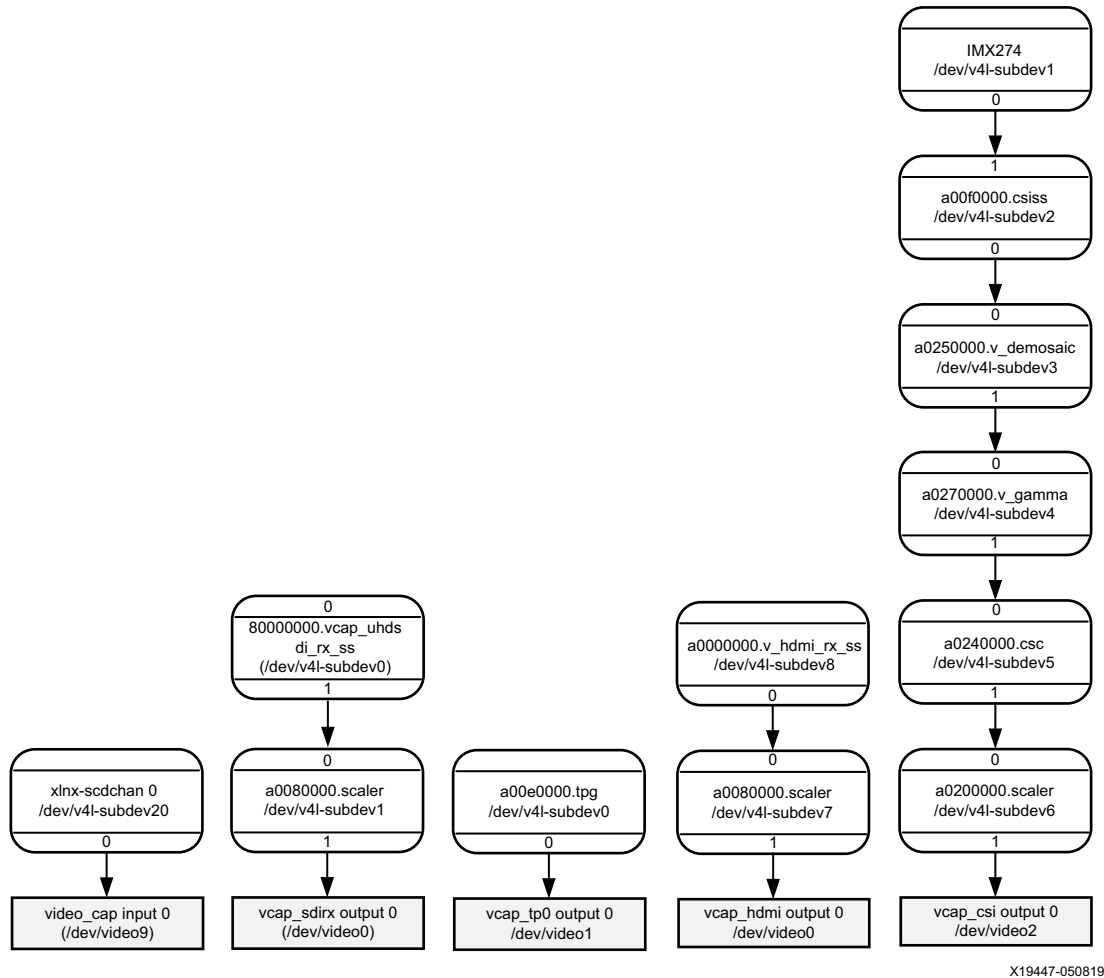 IMX274
/dev/v4l-subdev1
0
1
a00f0000.csiss
/dev/v4l-subdev2
0
0
a0250000.v_demosaic
/dev/v4l-subdev3
1
0
a0270000.v_gamma
/dev/v4l-subdev4
1
0
80000000.vcap_uhds
di_rx_ss
(/dev/v4l-subdev0)
1
a0000000.v_hdmi_rx_ss
/dev/v4l-subdev8
0
0
a0240000.csc
/dev/v4l-subdev5
1
xlnx-scdchan 0
/dev/v4l-subdev20
0
0
a0080000.scaler
/dev/v4l-subdev1
1
a00e0000.tpg
/dev/v4l-subdev0
0
0
a0080000.scaler
/dev/v4l-subdev7
1
0
a0200000.scaler
/dev/v4l-subdev6
1
video_cap input 0
(/dev/video9)
vcap_sdirx output 0
(/dev/video0)
vcap_tp0 output 0
/dev/video1
vcap_hdmi output 0
/dev/video0
vcap_csi output 0
/dev/video2
X19447-050819